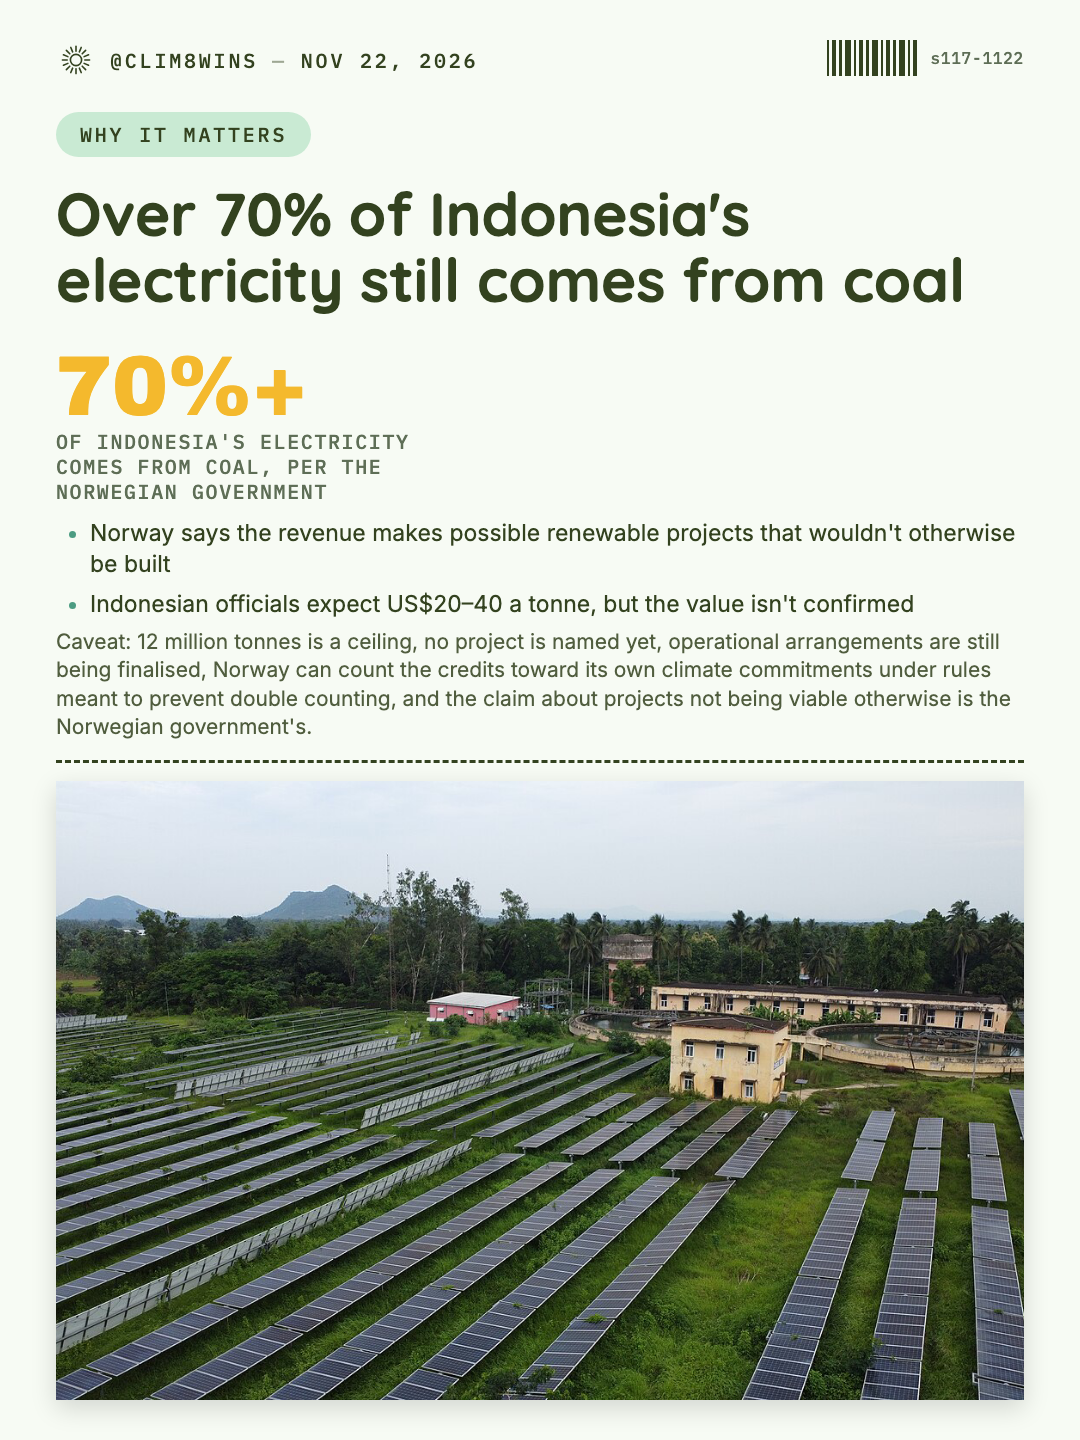 @CLIM8WINS — NOV 22, 2026
s117-1122
WHY IT MATTERS
Over 70% of Indonesia's
electricity still comes from coal
70%+
OF INDONESIA'S ELECTRICITY
COMES FROM COAL, PER THE
NORWEGIAN GOVERNMENT
• Norway says the revenue makes possible renewable projects that wouldn't otherwise
be built
• Indonesian officials expect US$20–40 a tonne, but the value isn't confirmed
Caveat: 12 million tonnes is a ceiling, no project is named yet, operational arrangements are still
being finalised, Norway can count the credits toward its own climate commitments under rules
meant to prevent double counting, and the claim about projects not being viable otherwise is the
Norwegian government's.